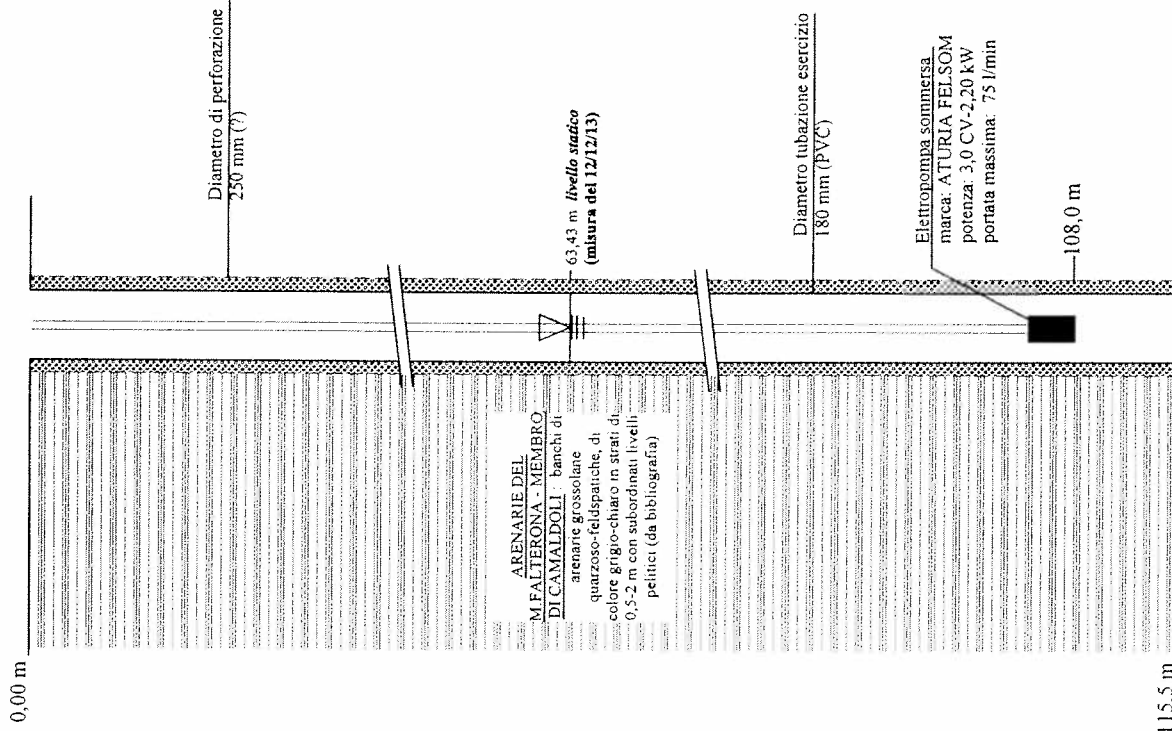 0,00 m
Diametro di perforazione
250 mm (?)
63,43 m livello statico
(misura del 12/12/13)
ARENARIE DEL
M.FALTERONA - MEMBRO
DI CAMALDOLI : banchi di
arenarie grossolane
quarzoso-feldspatiche, di
colore grigio-chiaro in strati di
0,5-2 m con subordinati livelli
pelitici (da bibliografia)
Diametro tubazione esercizio
180 mm (PVC)
Elettropompa sommersa
marca: ATURIA FELSOM
potenza: 3,0 CV-2,20 kW
portata massima: 75 l/min
108,0 m
115,5 m